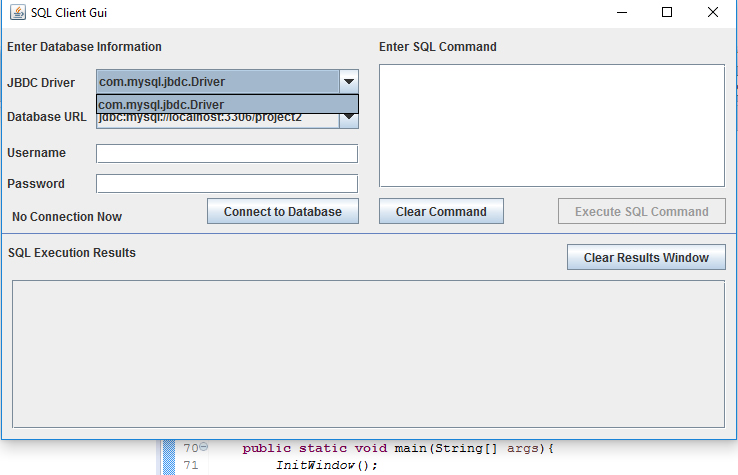 SQL Client Gui
Enter Database Information
Enter SQL Command
JBDC Driver
com.mysql.jbdc.Driver
com.mysql.jbdc.Driver
Database URL
jdbc:mysql://localhost:3306/project2
Username
Password
No Connection Now
Connect to Database
Clear Command
Execute SQL Command
SQL Execution Results
Clear Results Window
70 public static void main(String[] args){
71 InitWindow();